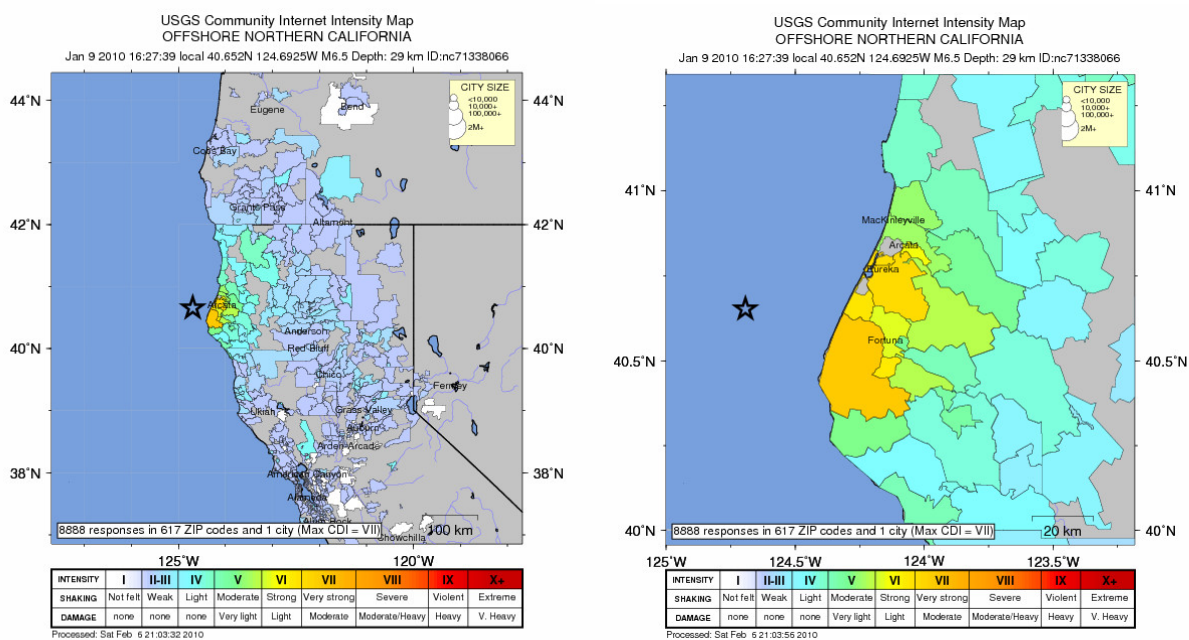 USGS Community Internet Intensity Map
OFFSHORE NORTHERN CALIFORNIA
Jan 9 2010 16:27:39 local 40.652N 124.6925W M6.5 Depth: 29 km ID:nc71338066
CITY SIZE
<10,000
10,000+
100,000+
2M+
44°N
42°N
40°N
38°N
Eugene
Bend
Coos Bay
Grants Pass
Altamont
Arcata
Anderson
Red Bluff
Chico
Fernley
Ukiah
Grass Valley
Auburn
Arden-Arcade
American Canyon
Alameda
Alum Rock
Chowchilla
8888 responses in 617 ZIP codes and 1 city (Max CDI = VII)
100 km
125°W
120°W
INTENSITY I II-III IV V VI VII VIII IX X+
SHAKING Not felt Weak Light Moderate Strong Very strong Severe Violent Extreme
DAMAGE none none none Very light Light Moderate Moderate/Heavy Heavy V. Heavy
Processed: Sat Feb 6 21:03:32 2010
USGS Community Internet Intensity Map
OFFSHORE NORTHERN CALIFORNIA
Jan 9 2010 16:27:39 local 40.652N 124.6925W M6.5 Depth: 29 km ID:nc71338066
CITY SIZE
<10,000
10,000+
100,000+
2M+
41°N
41°N
40.5°N
40.5°N
40°N
40°N
MacKinleyville
Arcata
Eureka
Fortuna
8888 responses in 617 ZIP codes and 1 city (Max CDI = VII)
20 km
125°W
124.5°W
124°W
123.5°W
INTENSITY I II-III IV V VI VII VIII IX X+
SHAKING Not felt Weak Light Moderate Strong Very strong Severe Violent Extreme
DAMAGE none none none Very light Light Moderate Moderate/Heavy Heavy V. Heavy
Processed: Sat Feb 6 21:03:56 2010